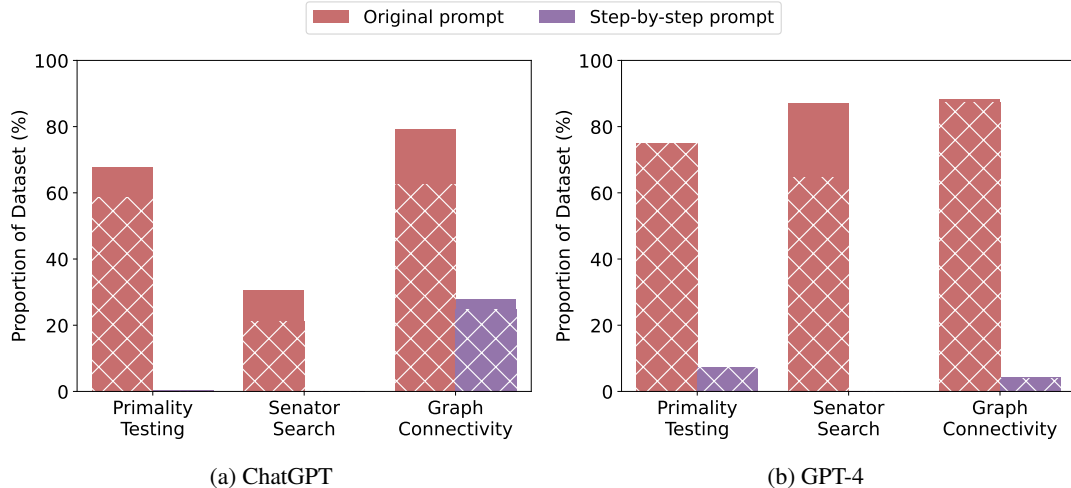 Original prompt
Step-by-step prompt
Proportion of Dataset (%)
100
80
60
40
20
0
Primality
Testing
Senator
Search
Graph
Connectivity
(a) ChatGPT
Proportion of Dataset (%)
100
80
60
40
20
0
Primality
Testing
Senator
Search
Graph
Connectivity
(b) GPT-4